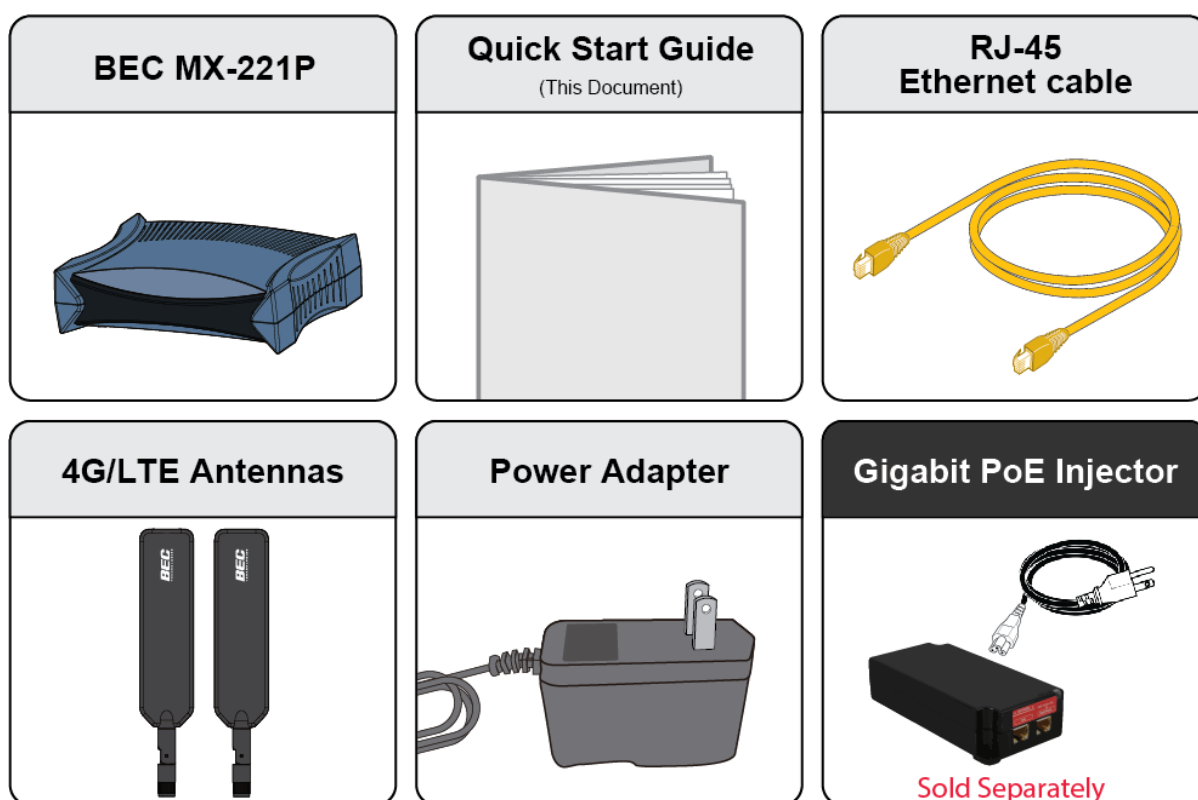 BEC MX-221P
Quick Start Guide
(This Document)
RJ-45
Ethernet cable
4G/LTE Antennas
BEC
BEC
Power Adapter
Gigabit PoE Injector
Sold Separately